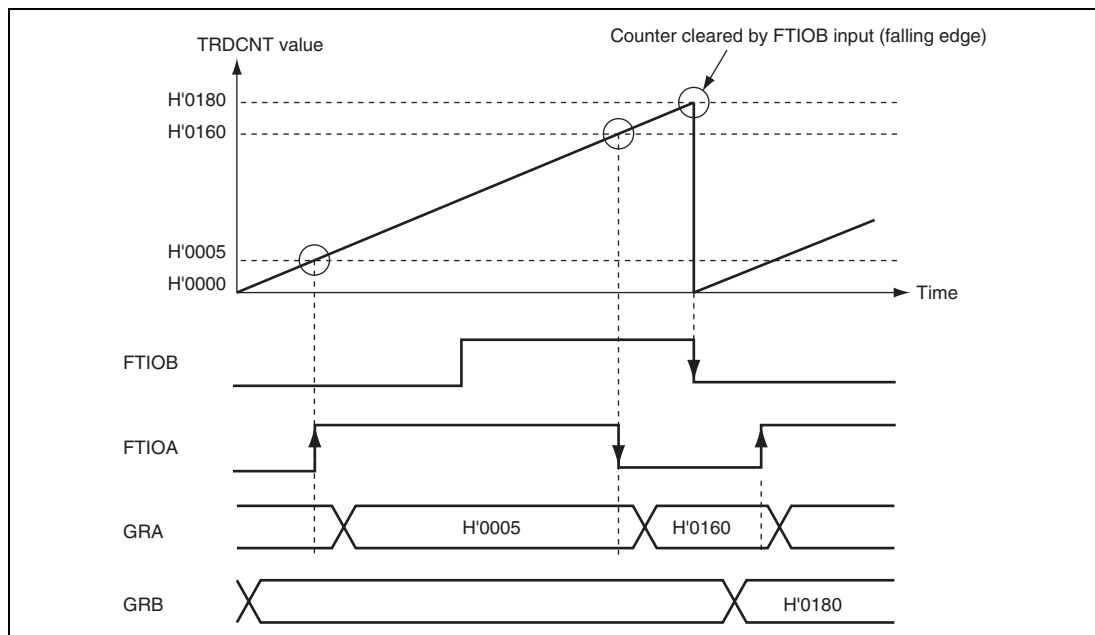 Counter cleared by FTIOB input (falling edge)
TRDCNT value
H'0180
H'0160
H'0005
H'0000
Time
FTIOB
FTIOA
GRA
H'0005
H'0160
GRB
H'0180